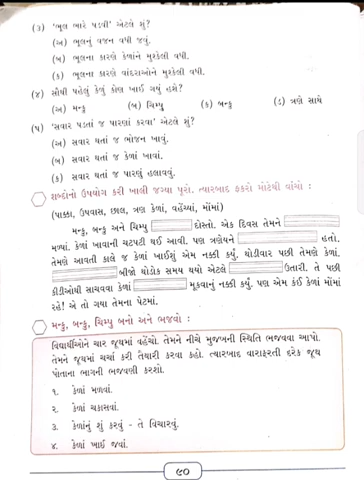 (૩) 'ભૂલ ભારે પડવી' એટલે શું?
(અ) ભૂલનું વજન વધી જવું.
(બ) ભૂલના કારણે કેળાંને મુશ્કેલી વધી.
(ક) ભૂલના કારણે વાંદરાઓને મુશ્કેલી વધી.
(૪) સૌથી પહેલું કેળું કોણ ખાઈ ગયું હશે?
(અ) મન્કુ (બ) ચિમ્પુ (ક) બન્કુ (ડ) ત્રણે સાથે
(૫) 'સવાર પડતાં જ પારણાં કરવા' એટલે શું?
(અ) સવાર થતાં જ ભોજન ખાવું.
(બ) સવાર થતાં જ કેળાં ખાવાં.
(ક) સવાર થતાં જ પારણું હલાવવું.
શબ્દોનો ઉપયોગ કરી ખાલી જગ્યા પૂરો. ત્યારબાદ ફકરો મોટેથી વાંચો :
(પાક્કા, ઉપવાસ, છાલ, ત્રણ કેળાં, વહેંચ્યાં, મોંમાં)
મન્કુ, બન્કુ અને ચિમ્પુ દોસ્તો. એક દિવસ તેમને
મળ્યાં. કેળાં ખાવાની ચટપટી થઈ આવી. પણ ત્રણેયને હતો.
તેમણે આવતી કાલે જ કેળાં ખાઈશું એમ નક્કી કર્યું. થોડીવાર પછી તેમણે કેળાં.
બીજો થોડોક સમય થયો એટલે ઉતારી. તે પછી
કીડીઓથી સાચવવા કેળાં મૂકવાનું નક્કી કર્યું. પણ એમ કંઈ કેળાં મોંમાં
રહે! એ તો ગયા તેમના પેટમાં.
મન્કુ, બન્કુ, ચિમ્પુ બનો અને ભજવો :
વિદ્યાર્થીઓને ચાર જૂથમાં વહેંચો. તેમને નીચે મુજબની સ્થિતિ ભજવવા આપો.
તેમને જૂથમાં ચર્ચા કરી તૈયારી કરવા કહો. ત્યારબાદ વારાફરતી દરેક જૂથ
પોતાના ભાગની ભજવણી કરશો.
૧. કેળાં મળવાં.
૨. કેળાં ચકાસવાં.
૩. કેળાંનું શું કરવું - તે વિચારવું.
૪. કેળાં ખાઈ જવાં.
૯૦